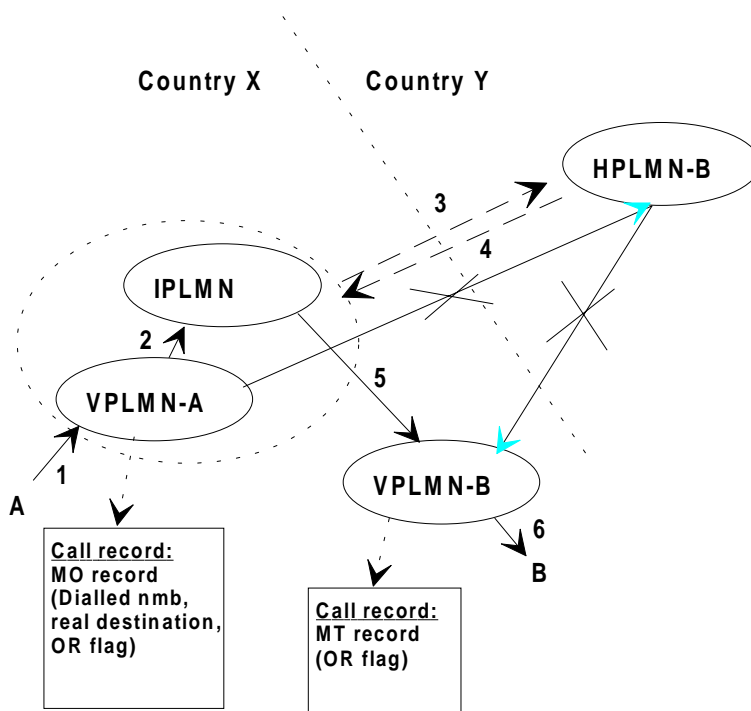 Country X
Country Y
HPLMN-B
3
4
IPLMN
2
5
VPLMN-A
1
A
VPLMN-B
6
B
Call record:
MO record
(Dialled nmb,
real destination,
OR flag)
Call record:
MT record
(OR flag)